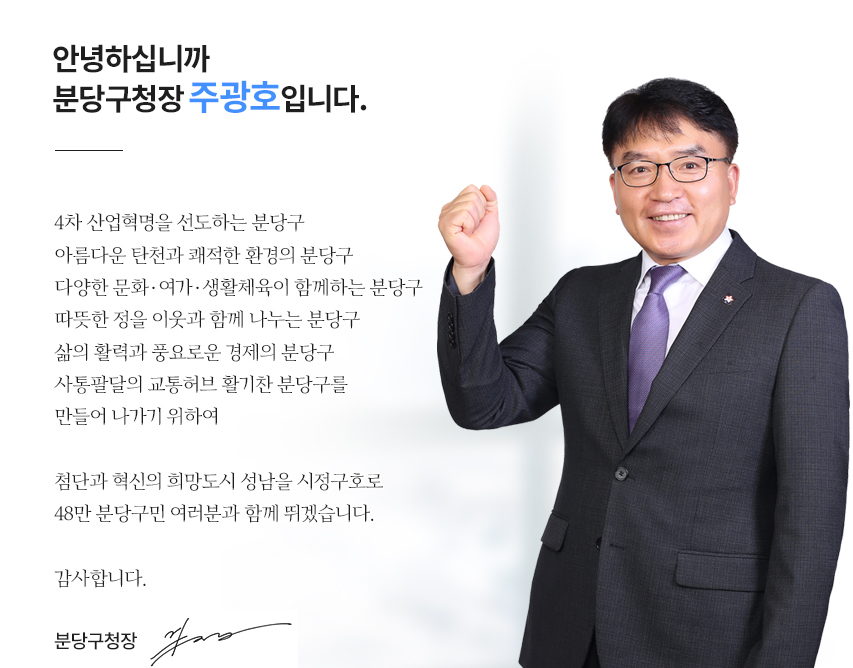 안녕하십니까
분당구청장 주광호입니다.
4차 산업혁명을 선도하는 분당구
아름다운 탄천과 쾌적한 환경의 분당구
다양한 문화·여가·생활체육이 함께하는 분당구
따뜻한 정을 이웃과 함께 나누는 분당구
삶의 활력과 풍요로운 경제의 분당구
사통팔달의 교통허브 활기찬 분당구를
만들어 나가기 위하여
첨단과 혁신의 희망도시 성남을 시정구호로
48만 분당구민 여러분과 함께 뛰겠습니다.
감사합니다.
분당구청장